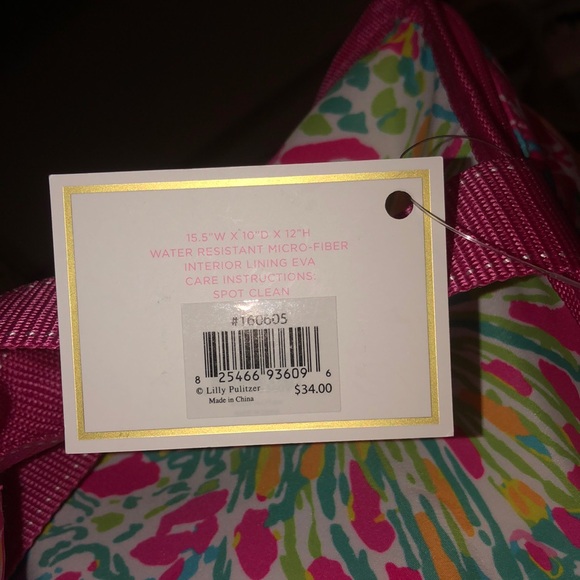 15.5"W X 16"D X 12"H
WATER RESISTANT MICRO-FIBER
INTERIOR LINING EVA
CARE INSTRUCTIONS:
SPOT CLEAN
#160605
8 25466 93609 6
© Lilly Pulitzer $34.00
Made in China